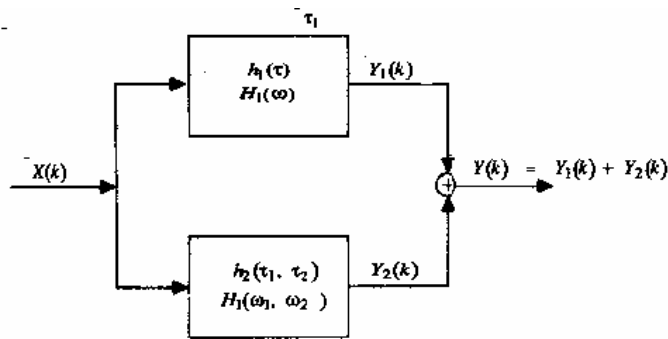 τ₁
h₁(τ)
H₁(ω)
Y₁(k)
X(k)
Y(k) = Y₁(k) + Y₂(k)
+
h₂(τ₁, τ₂)
H₁(ω₁, ω₂ )
Y₂(k)